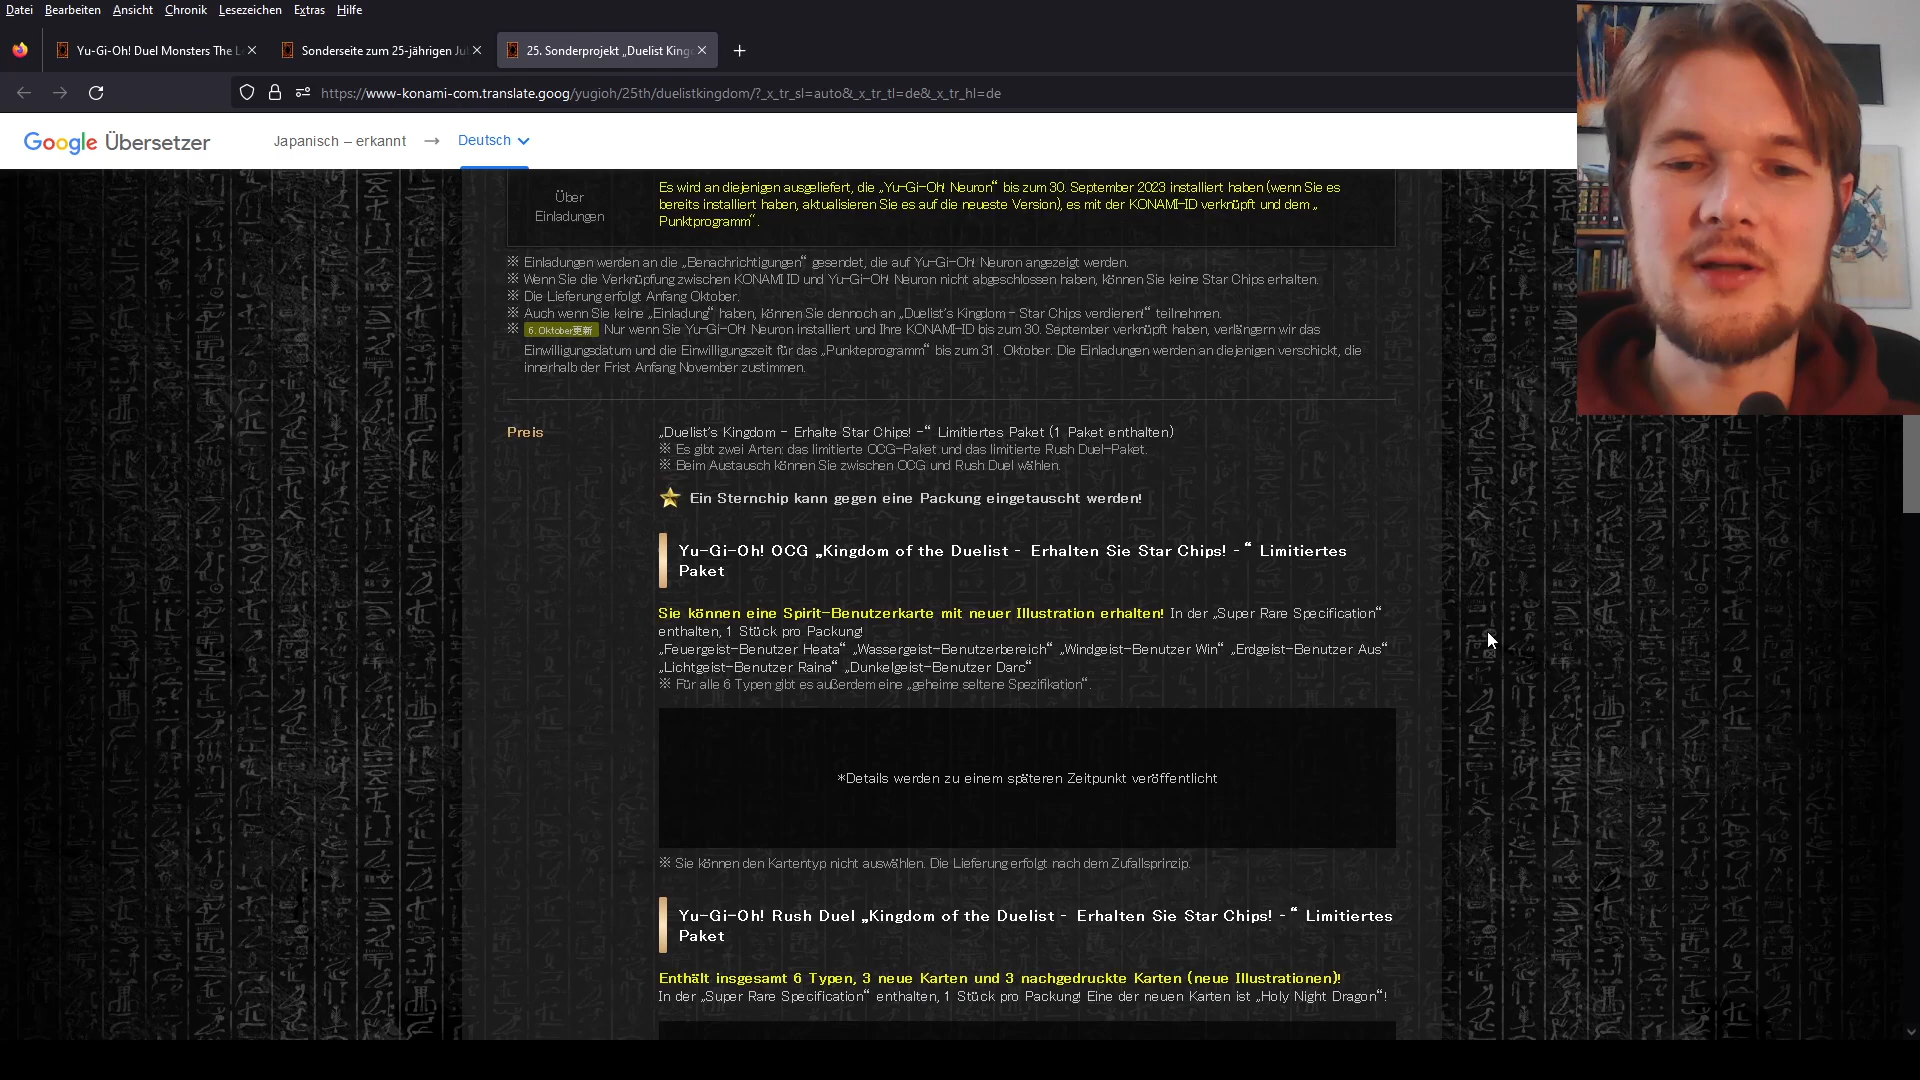 Datei Bearbeiten Ansicht Chronik Lesezeichen Extras Hilfe
Yu-Gi-Oh! Duel Monsters The L
Sonderseite zum 25-jährigen Ju
25. Sonderprojekt „Duelist King
https://www-konami-com.translate.goog/yugioh/25th/duelistkingdom/?_x_tr_sl=auto&_x_tr_tl=de&_x_tr_hl=de
Google Übersetzer Japanisch – erkannt → Deutsch
Über
Einladungen
Es wird an diejenigen ausgeliefert, die „Yu-Gi-Oh! Neuron“ bis zum 30. September 2023 installiert haben (wenn Sie es
bereits installiert haben, aktualisieren Sie es auf die neueste Version), es mit der KONAMI-ID verknüpft und dem „
Punktprogramm“.
※ Einladungen werden an die „Benachrichtigungen“ gesendet, die auf Yu-Gi-Oh! Neuron angezeigt werden.
※ Wenn Sie die Verknüpfung zwischen KONAMI ID und Yu-Gi-Oh! Neuron nicht abgeschlossen haben, können Sie keine Star Chips erhalten.
※ Die Lieferung erfolgt Anfang Oktober.
※ Auch wenn Sie keine „Einladung“ haben, können Sie dennoch an „Duelist's Kingdom - Star Chips verdienen!“ teilnehmen.
※ 6. Oktober更新 Nur wenn Sie Yu-Gi-Oh! Neuron installiert und Ihre KONAMI-ID bis zum 30. September verknüpft haben, verlängern wir das
Einwilligungsdatum und die Einwilligungszeit für das „Punkteprogramm“ bis zum 31. Oktober. Die Einladungen werden an diejenigen verschickt, die
innerhalb der Frist Anfang November zustimmen.
Preis
„Duelist's Kingdom - Erhalte Star Chips! -“ Limitiertes Paket (1 Paket enthalten)
※ Es gibt zwei Arten: das limitierte OCG-Paket und das limitierte Rush Duel-Paket.
※ Beim Austausch können Sie zwischen OCG und Rush Duel wählen.
Ein Sternchip kann gegen eine Packung eingetauscht werden!
Yu-Gi-Oh! OCG „Kingdom of the Duelist - Erhalten Sie Star Chips! -“ Limitiertes
Paket
Sie können eine Spirit-Benutzerkarte mit neuer Illustration erhalten! In der „Super Rare Specification“
enthalten, 1 Stück pro Packung!
„Feuergeist-Benutzer Heata“ „Wassergeist-Benutzerbereich“ „Windgeist-Benutzer Win“ „Erdgeist-Benutzer Aus“
„Lichtgeist-Benutzer Raina“ „Dunkelgeist-Benutzer Darc“
※ Für alle 6 Typen gibt es außerdem eine „geheime seltene Spezifikation“.
*Details werden zu einem späteren Zeitpunkt veröffentlicht
※ Sie können den Kartentyp nicht auswählen. Die Lieferung erfolgt nach dem Zufallsprinzip.
Yu-Gi-Oh! Rush Duel „Kingdom of the Duelist - Erhalten Sie Star Chips! -“ Limitiertes
Paket
Enthält insgesamt 6 Typen, 3 neue Karten und 3 nachgedruckte Karten (neue Illustrationen)!
In der „Super Rare Specification“ enthalten, 1 Stück pro Packung! Eine der neuen Karten ist „Holy Night Dragon“!